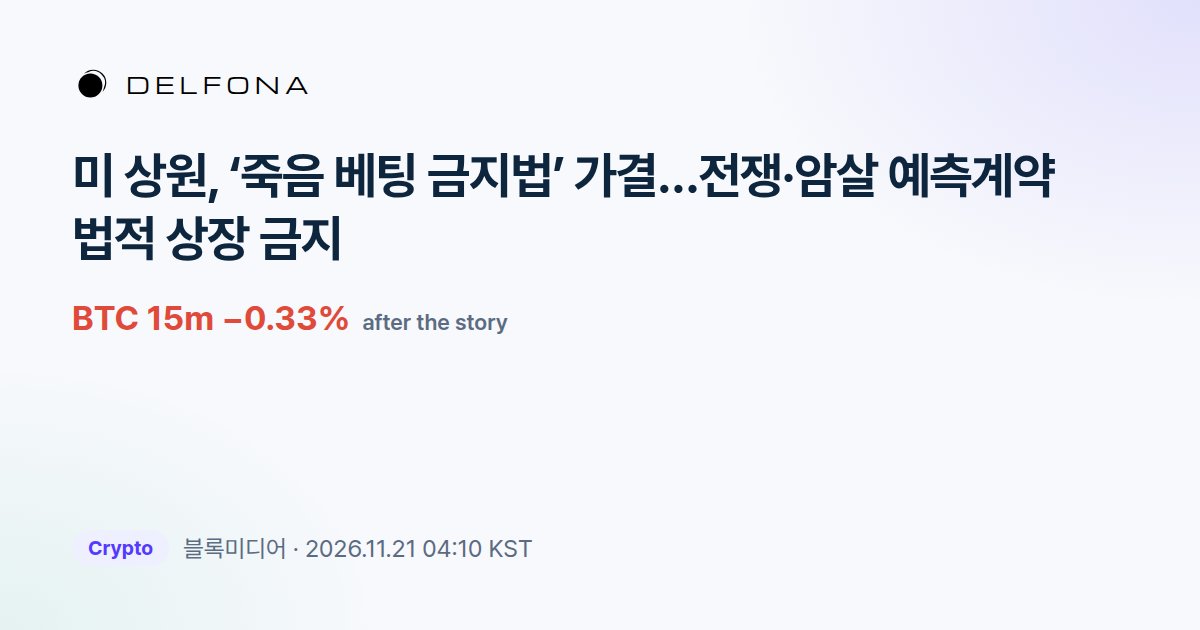 DELFONA
미 상원, ‘죽음 베팅 금지법’ 가결…전쟁·암살 예측계약
법적 상장 금지
BTC 15m −0.33% after the story
Crypto 블록미디어 · 2026.11.21 04:10 KST